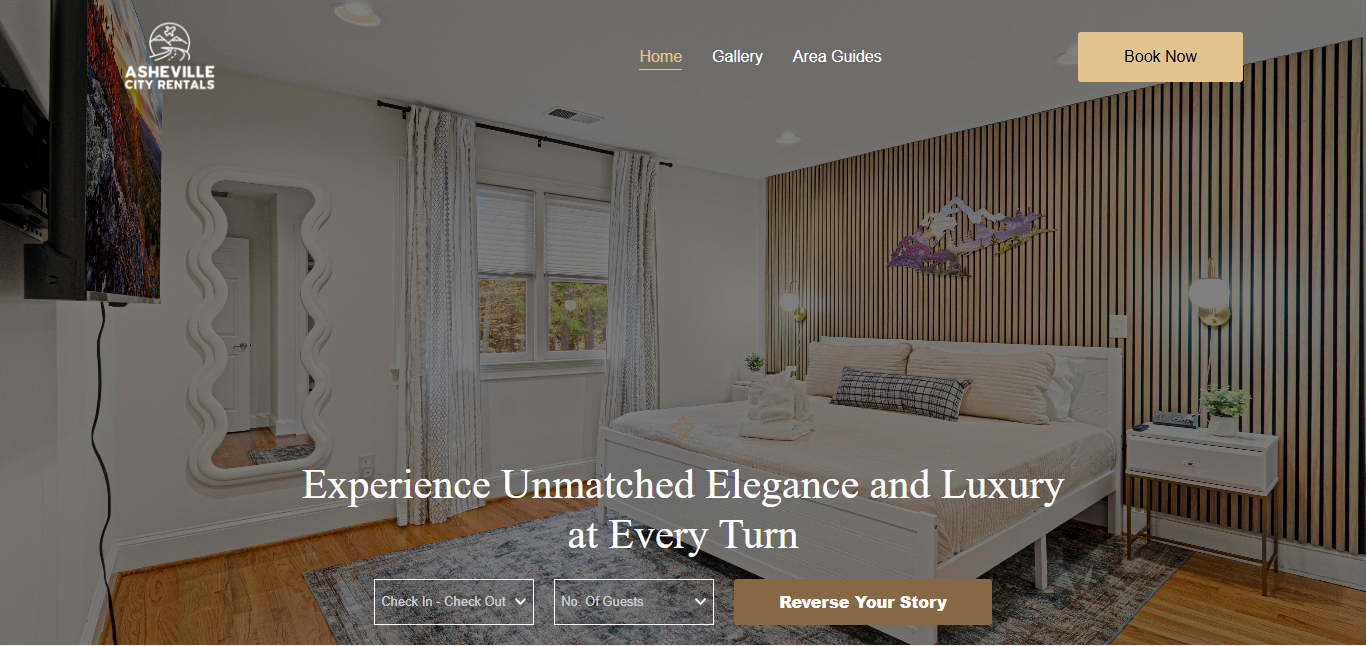 ASHEVILLE
CITY RENTALS
Home
Gallery
Area Guides
Book Now
Experience Unmatched Elegance and Luxury
at Every Turn
Check In - Check Out
No. Of Guests
Reverse Your Story